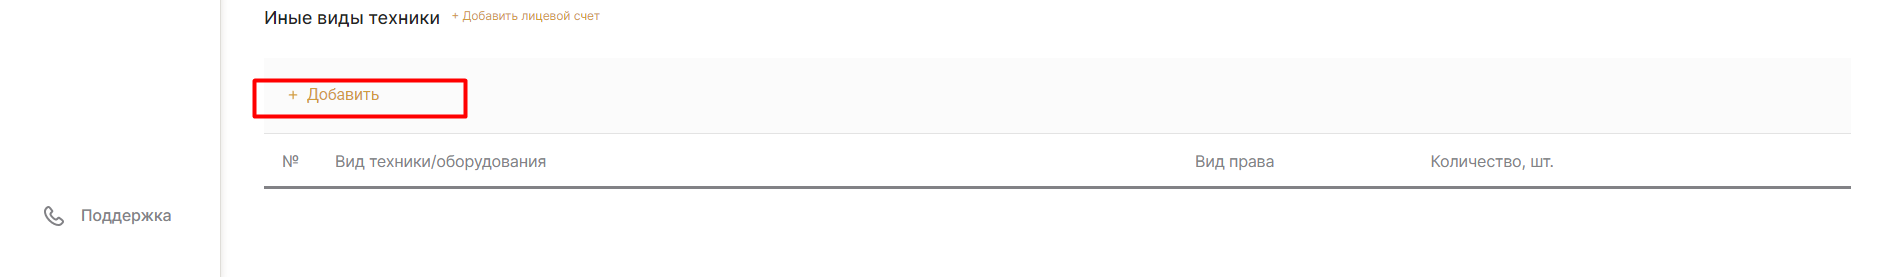 Иные виды техники + Добавить лицевой счет
+ Добавить
№ Вид техники/оборудования Вид права Количество, шт.
Поддержка